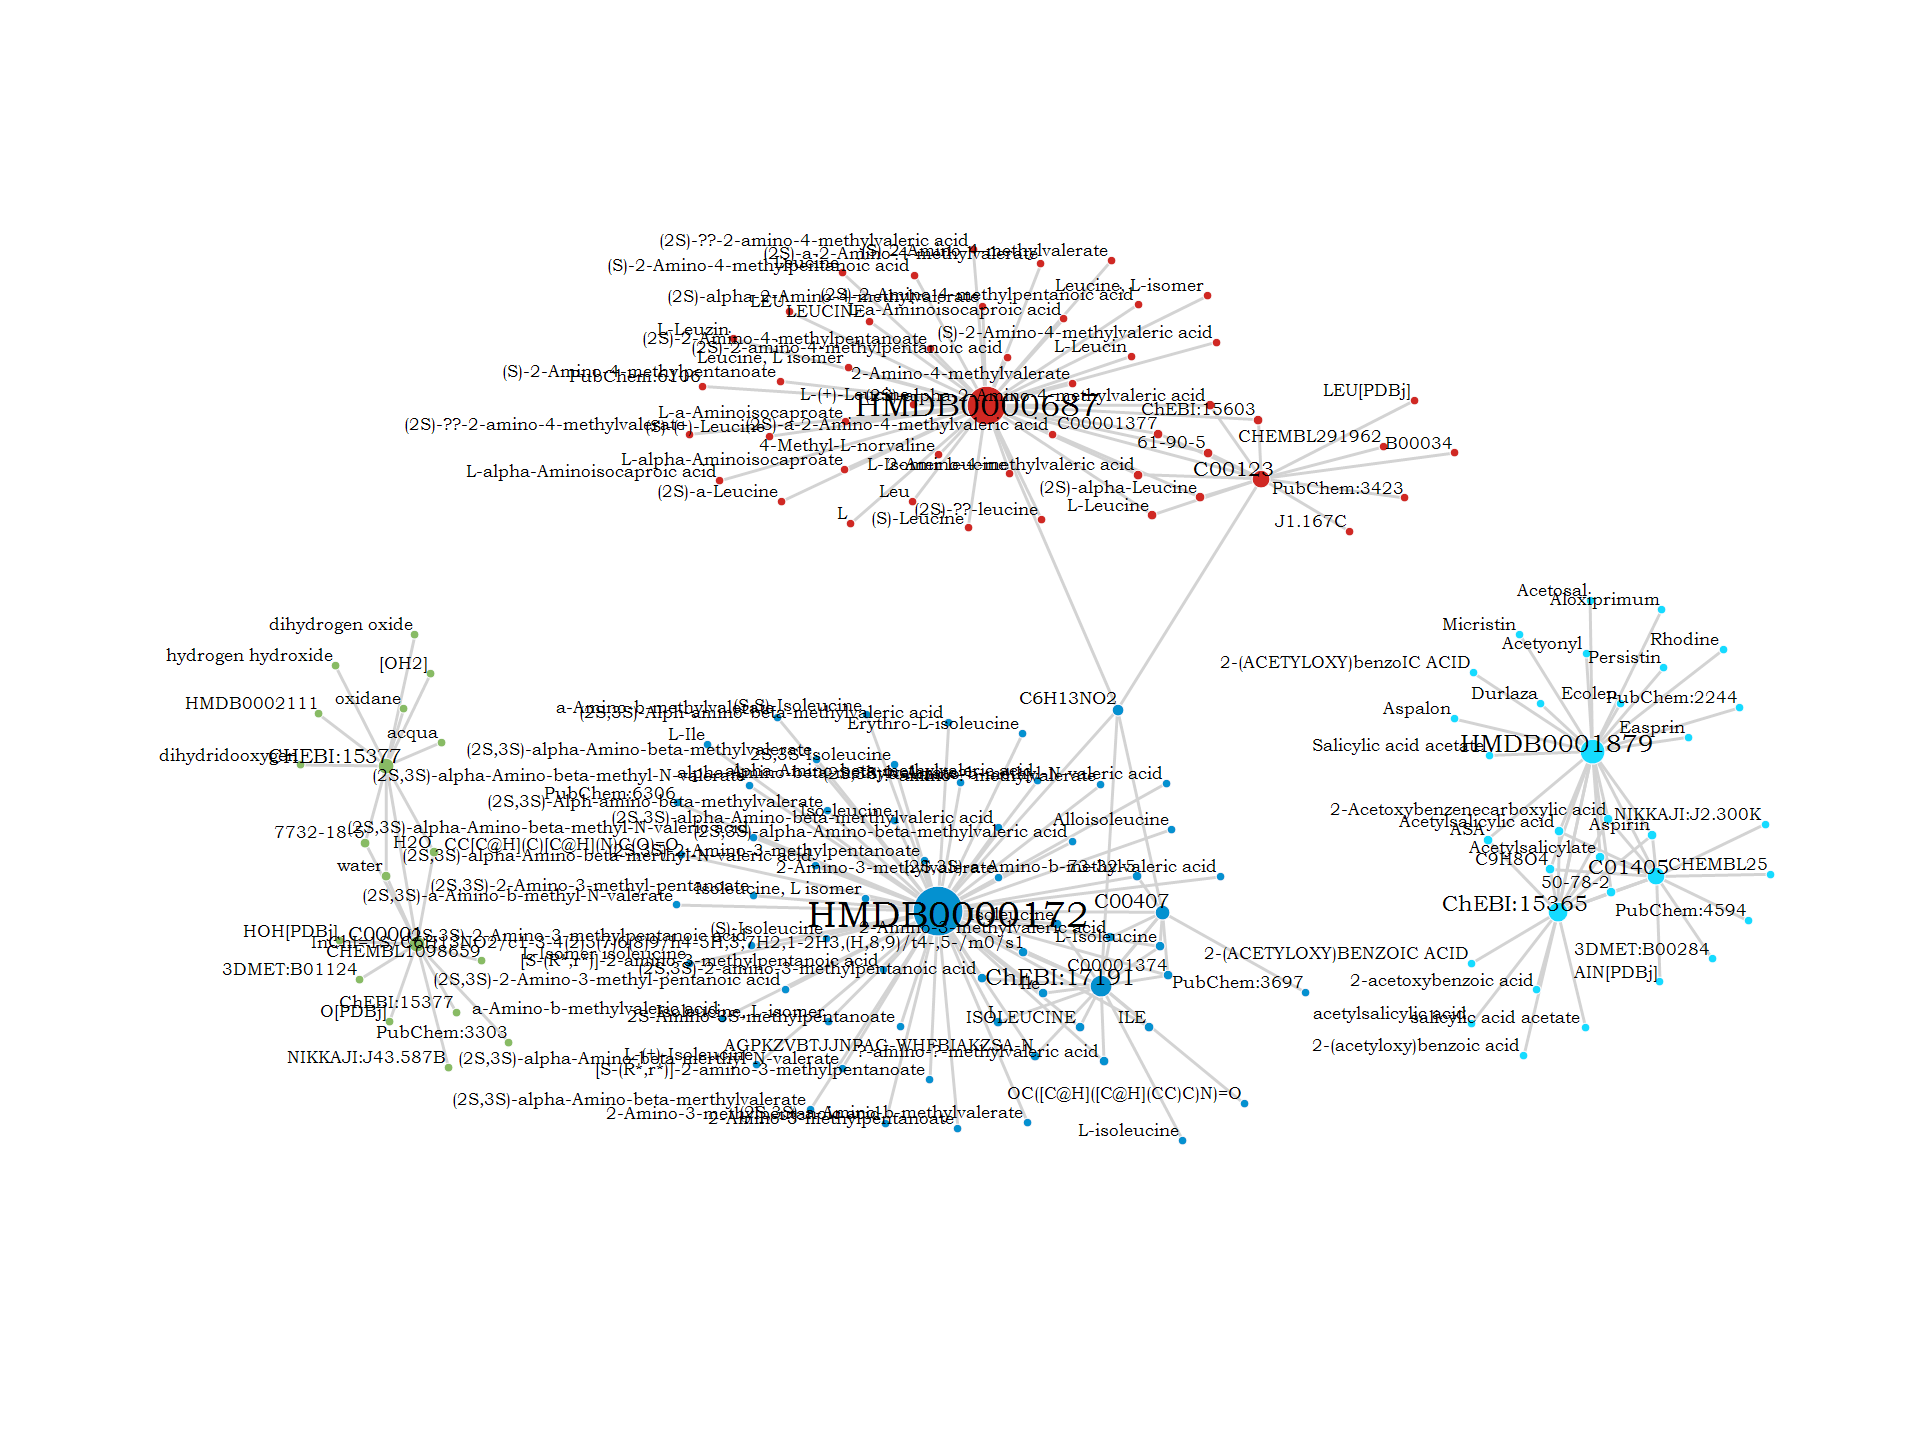 (2S)-??-2-amino-4-methylvaleric acid
(S)-2-Amino-4-methylvalerate
(2S)-a-2-Amino-4-methylvalerate
Leucine
(S)-2-Amino-4-methylpentanoic acid
Leucine, L-isomer
(2S)-2-Amino-4-methylpentanoic acid
(2S)-alpha-2-Amino-4-methylvalerate
LEU
LEUCINE
L-a-Aminoisocaproic acid
L-Leuzin
(S)-2-Amino-4-methylvaleric acid
(2S)-2-Amino-4-methylpentanoate
(2S)-2-amino-4-methylpentanoic acid
L-Leucin
Leucine, L isomer
(S)-2-Amino-4-methylpentanoate
PubChem:6106
2-Amino-4-methylvalerate
LEU[PDBj]
L-(+)-Leucine
(2S)-alpha-2-Amino-4-methylvaleric acid
HMDB0000687
ChEBI:15603
L-a-Aminoisocaproate
(2S)-??-2-amino-4-methylvalerate
(S)-(+)-Leucine
(2S)-a-2-Amino-4-methylvaleric acid
C00001377
CHEMBL291962
61-90-5
B00034
4-Methyl-L-norvaline
L-alpha-Aminoisocaproate
L-Isomer leucine
2-Amino-4-methylvaleric acid
C00123
L-alpha-Aminoisocaproic acid
(2S)-a-Leucine
Leu
(2S)-alpha-Leucine
PubChem:3423
L
(S)-Leucine
(2S)-??-leucine
L-Leucine
J1.167C
Acetosal
Aloxiprimum
dihydrogen oxide
Micristin
Acetyonyl
Rhodine
hydrogen hydroxide
[OH2]
2-(ACETYLOXY)benzoIC ACID
Persistin
HMDB0002111
oxidane
Durlaza
Ecolen
PubChem:2244
C6H13NO2
Aspalon
a-Amino-b-methylvalerate
(S,S)-Isoleucine
(2S,3S)-Alph-amino-beta-methylvaleric acid
Erythro-L-isoleucine
Easprin
acqua
L-Ile
Salicylic acid acetate
HMDB0001879
dihydridooxygen
CHEBI:15377
(2S,3S)-alpha-Amino-beta-methylvalerate
2S,3S-Isoleucine
(2S,3S)-alpha-Amino-beta-methyl-N-valerate
PubChem:6306
(2S,3S)-Alph-amino-beta-methylvalerate
Iso-leucine
2-Acetoxybenzenecarboxylic acid
NIKKAJI:J2.300K
(2S,3S)-alpha-Amino-beta-merthylvaleric acid
Alloisoleucine
Acetylsalicylic acid
Aspirin
ASA
7732-18-5
(2S,3S)-alpha-Amino-beta-methyl-N-valeric acid
(2S,3S)-alpha-Amino-beta-methylvaleric acid
H2O
CC[C@H](C)[C@H](N)C(O)=O
Acetylsalicylate
(2S,3S)-alpha-Amino-beta-merthyl-N-valeric acid
C9H8O4
water
2-Amino-3-methylvalerate
73-32-5
C01405
CHEMBL25
(2S,3S)-2-Amino-3-methyl-pentanoate
Isoleucine, L isomer
50-78-2
(2S,3S)-a-Amino-b-methyl-N-valerate
C00407
ChEBI:15365
HMDB0000172
Isoleucine
PubChem:4594
(S)-Isoleucine
2-Amino-3-methylvaleric acid
HOH[PDBj]
C00001
(2S,3S)-2-Amino-3-methylpentanoic acid
L-Isoleucine
InChI=1S/C6H13NO2/c1-3-4(2)5(7)6(8)9/h4-5H,3,7H2,1-2H3,(H,8,9)/t4-,5-/m0/s1
CHEMBL1098659
L-Isomer isoleucine
2-(ACETYLOXY)BENZOIC ACID
3DMET:B00284
[S-(R*,r*)]-2-amino-3-methylpentanoic acid
(2S,3S)-2-amino-3-methylpentanoic acid
C00001374
3DMET:B01124
AIN[PDBj]
(2S,3S)-2-Amino-3-methyl-pentanoic acid
ChEBI:17191
Ile
PubChem:3697
2-acetoxybenzoic acid
ChEBI:15377
a-Amino-b-methylvaleric acid
Isoleucine, L-isomer
O[PDBj]
2S-Amino-3S-methylpentanoate
I
ISOLEUCINE
ILE
acetylsalicylic acid
salicylic acid acetate
PubChem:3303
AGPKZVBTJJNPAG-WHFBIAKZSA-N
2-(acetyloxy)benzoic acid
NIKKAJI:J43.587B
L-(+)-Isoleucine
(2S,3S)-alpha-Amino-beta-merthyl-N-valerate
?-amino-?-methylvaleric acid
[S-(R*,r*)]-2-amino-3-methylpentanoate
OC([C@H]([C@H](CC)C)N)=O
(2S,3S)-alpha-Amino-beta-merthylvalerate
2-Amino-3-methylpentanoic acid
(2S,3S)-a-Amino-b-methylvalerate
2-Amino-3-methylpentanoate
L-isoleucine